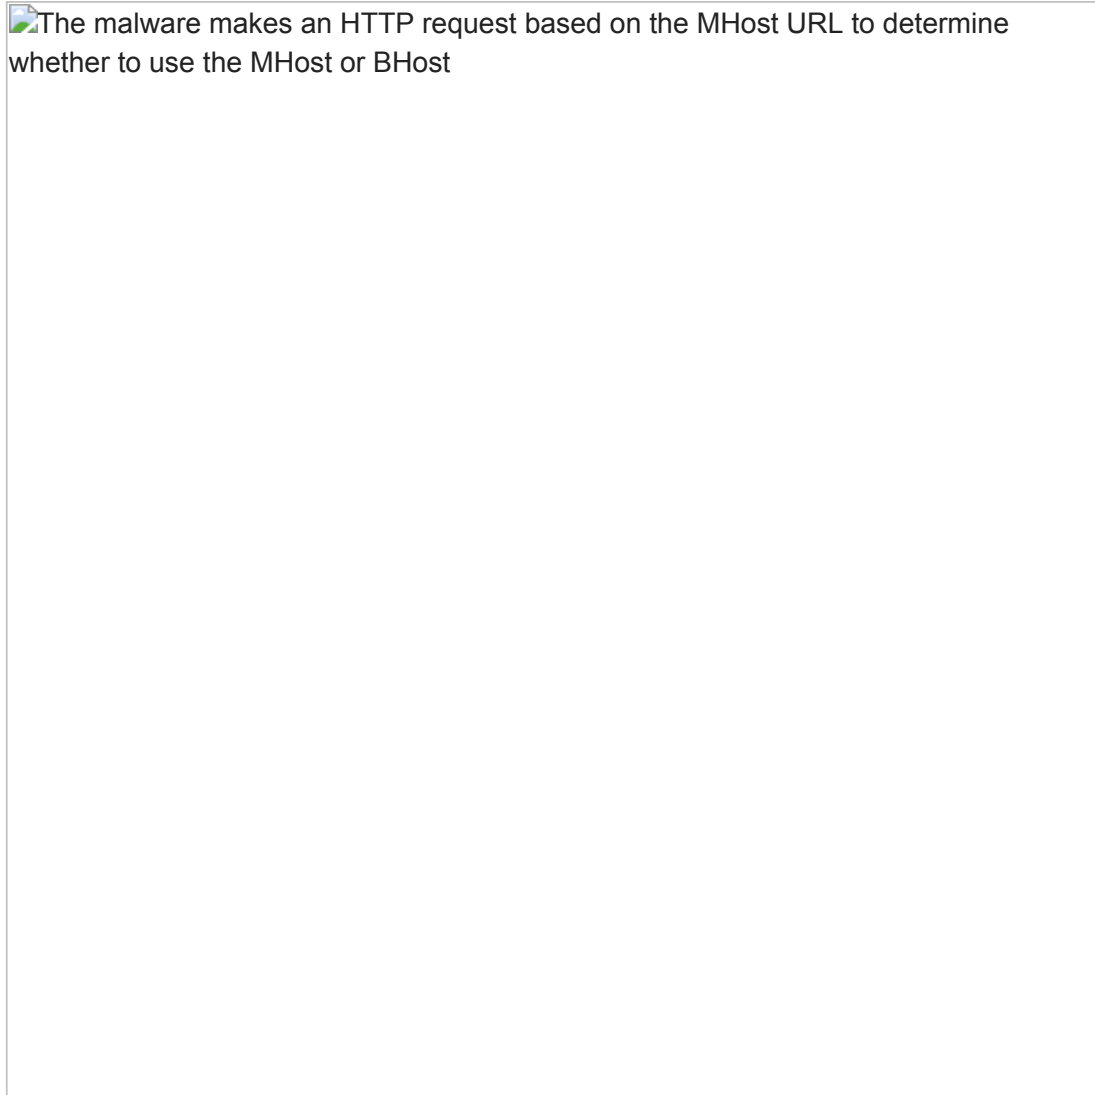 The malware makes an HTTP request based on the MHost URL to determine
whether to use the MHost or BHost